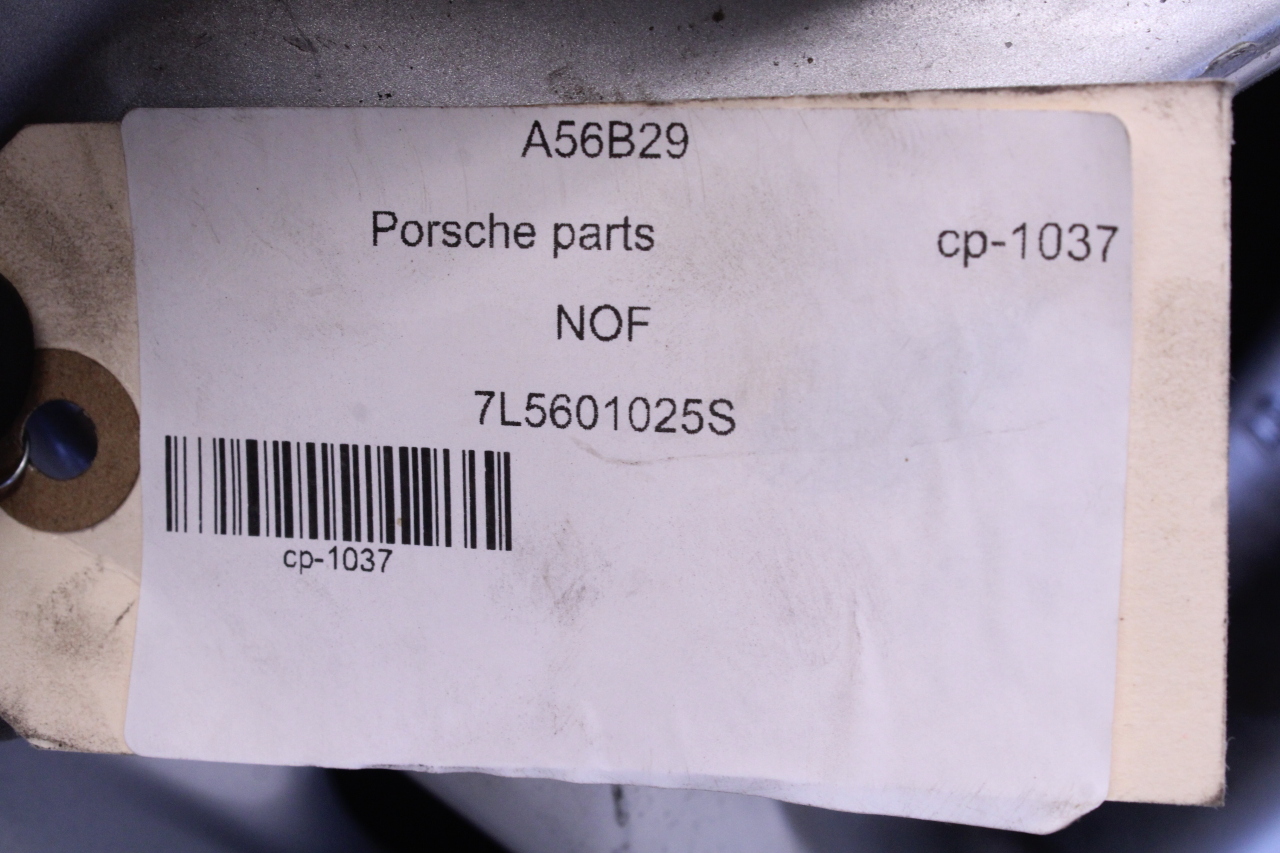 A56B29
Porsche parts cp-1037
NOF
7L5601025S
cp-1037